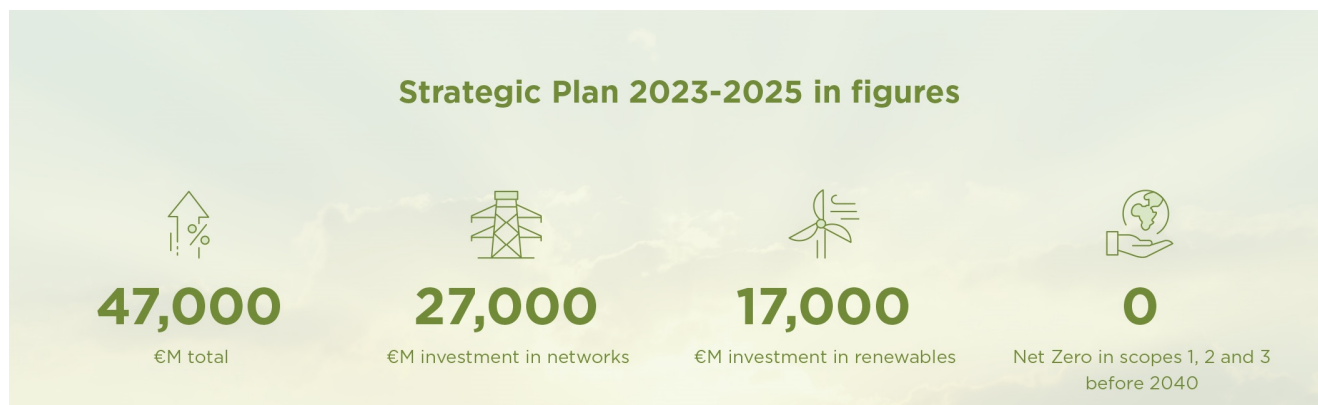 Strategic Plan 2023-2025 in figures
47,000
€M total
27,000
€M investment in networks
17,000
€M investment in renewables
0
Net Zero in scopes 1, 2 and 3
before 2040